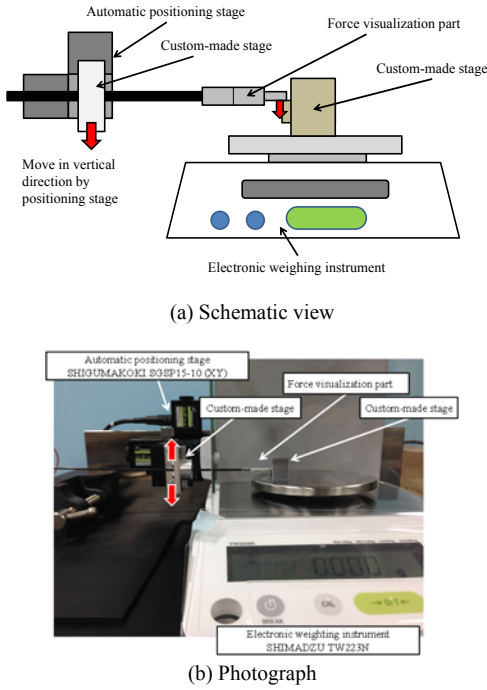 Automatic positioning stage
Custom-made stage
Force visualization part
Custom-made stage
Move in vertical
direction by
positioning stage
Electronic weighing instrument
(a) Schematic view
Automatic positioning stage
SHIGUMAKOKI SGSP15-10 (XY)
Force visualization part
Custom-made stage
Custom-made stage
BREAK
CAL
Electronic weighting instrument
SHIMADZU TW223N
(b) Photograph